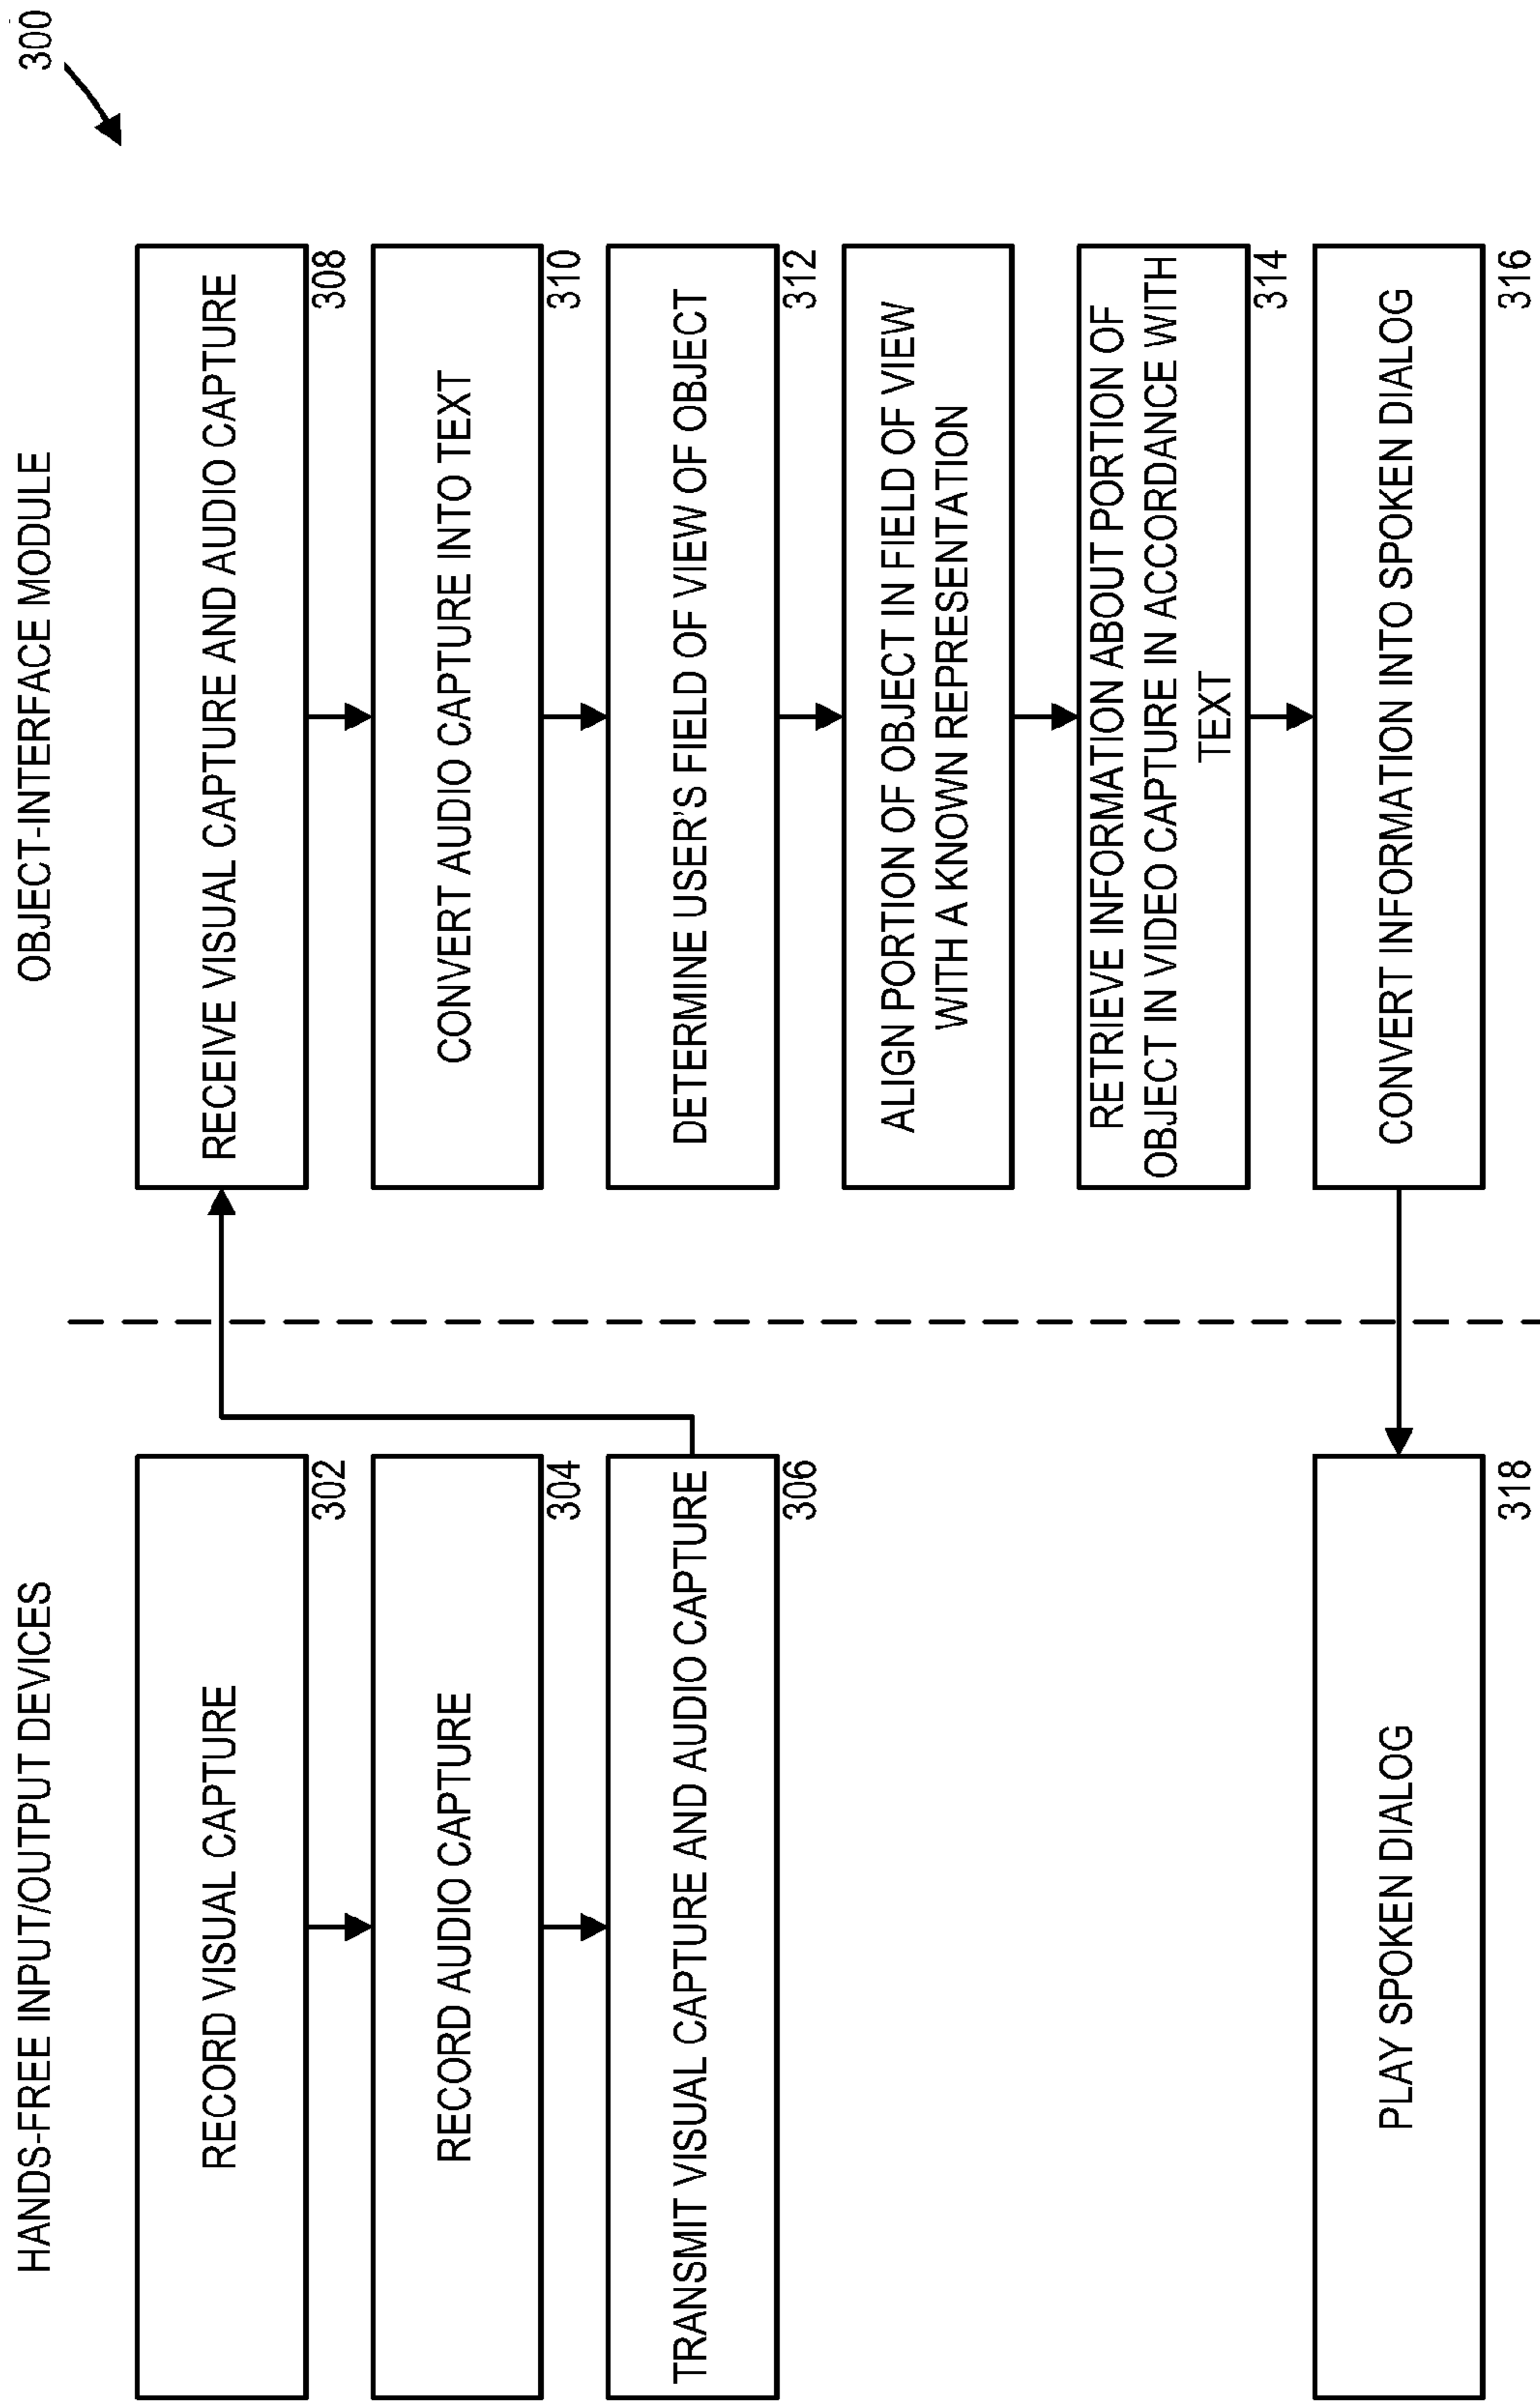 300
HANDS-FREE INPUT/OUTPUT DEVICES
OBJECT-INTERFACE MODULE
RECORD VISUAL CAPTURE
302
RECORD AUDIO CAPTURE
304
TRANSMIT VISUAL CAPTURE AND AUDIO CAPTURE
306
RECEIVE VISUAL CAPTURE AND AUDIO CAPTURE
308
CONVERT AUDIO CAPTURE INTO TEXT
310
DETERMINE USER'S FIELD OF VIEW OF OBJECT
312
ALIGN PORTION OF OBJECT IN FIELD OF VIEW
WITH A KNOWN REPRESENTATION
RETRIEVE INFORMATION ABOUT PORTION OF
OBJECT IN VIDEO CAPTURE IN ACCORDANCE WITH
TEXT
314
CONVERT INFORMATION INTO SPOKEN DIALOG
316
PLAY SPOKEN DIALOG
318